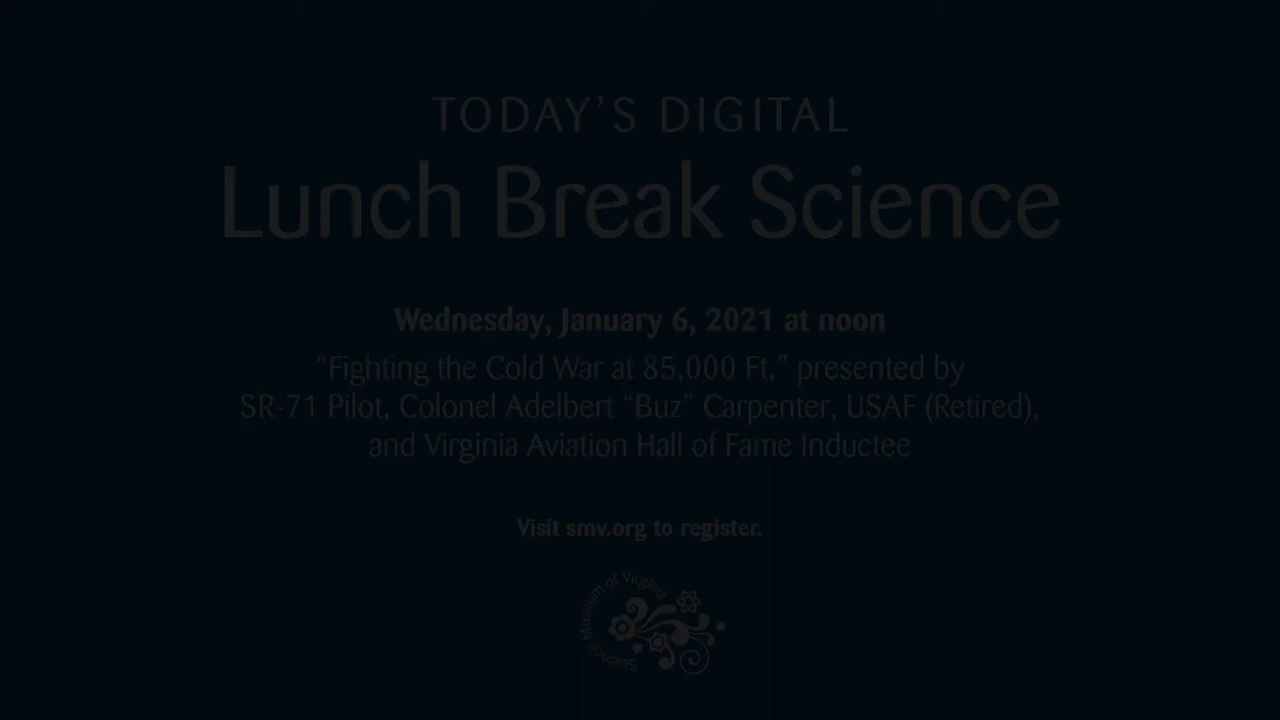 TODAY’S DIGITAL
Lunch Break Science
Wednesday, January 6, 2021 at noon
“Fighting the Cold War at 85,000 Ft,” presented by
SR-71 Pilot, Colonel Adelbert “Buz” Carpenter, USAF (Retired),
and Virginia Aviation Hall of Fame Inductee
Visit smv.org to register.
Science Museum of Virginia